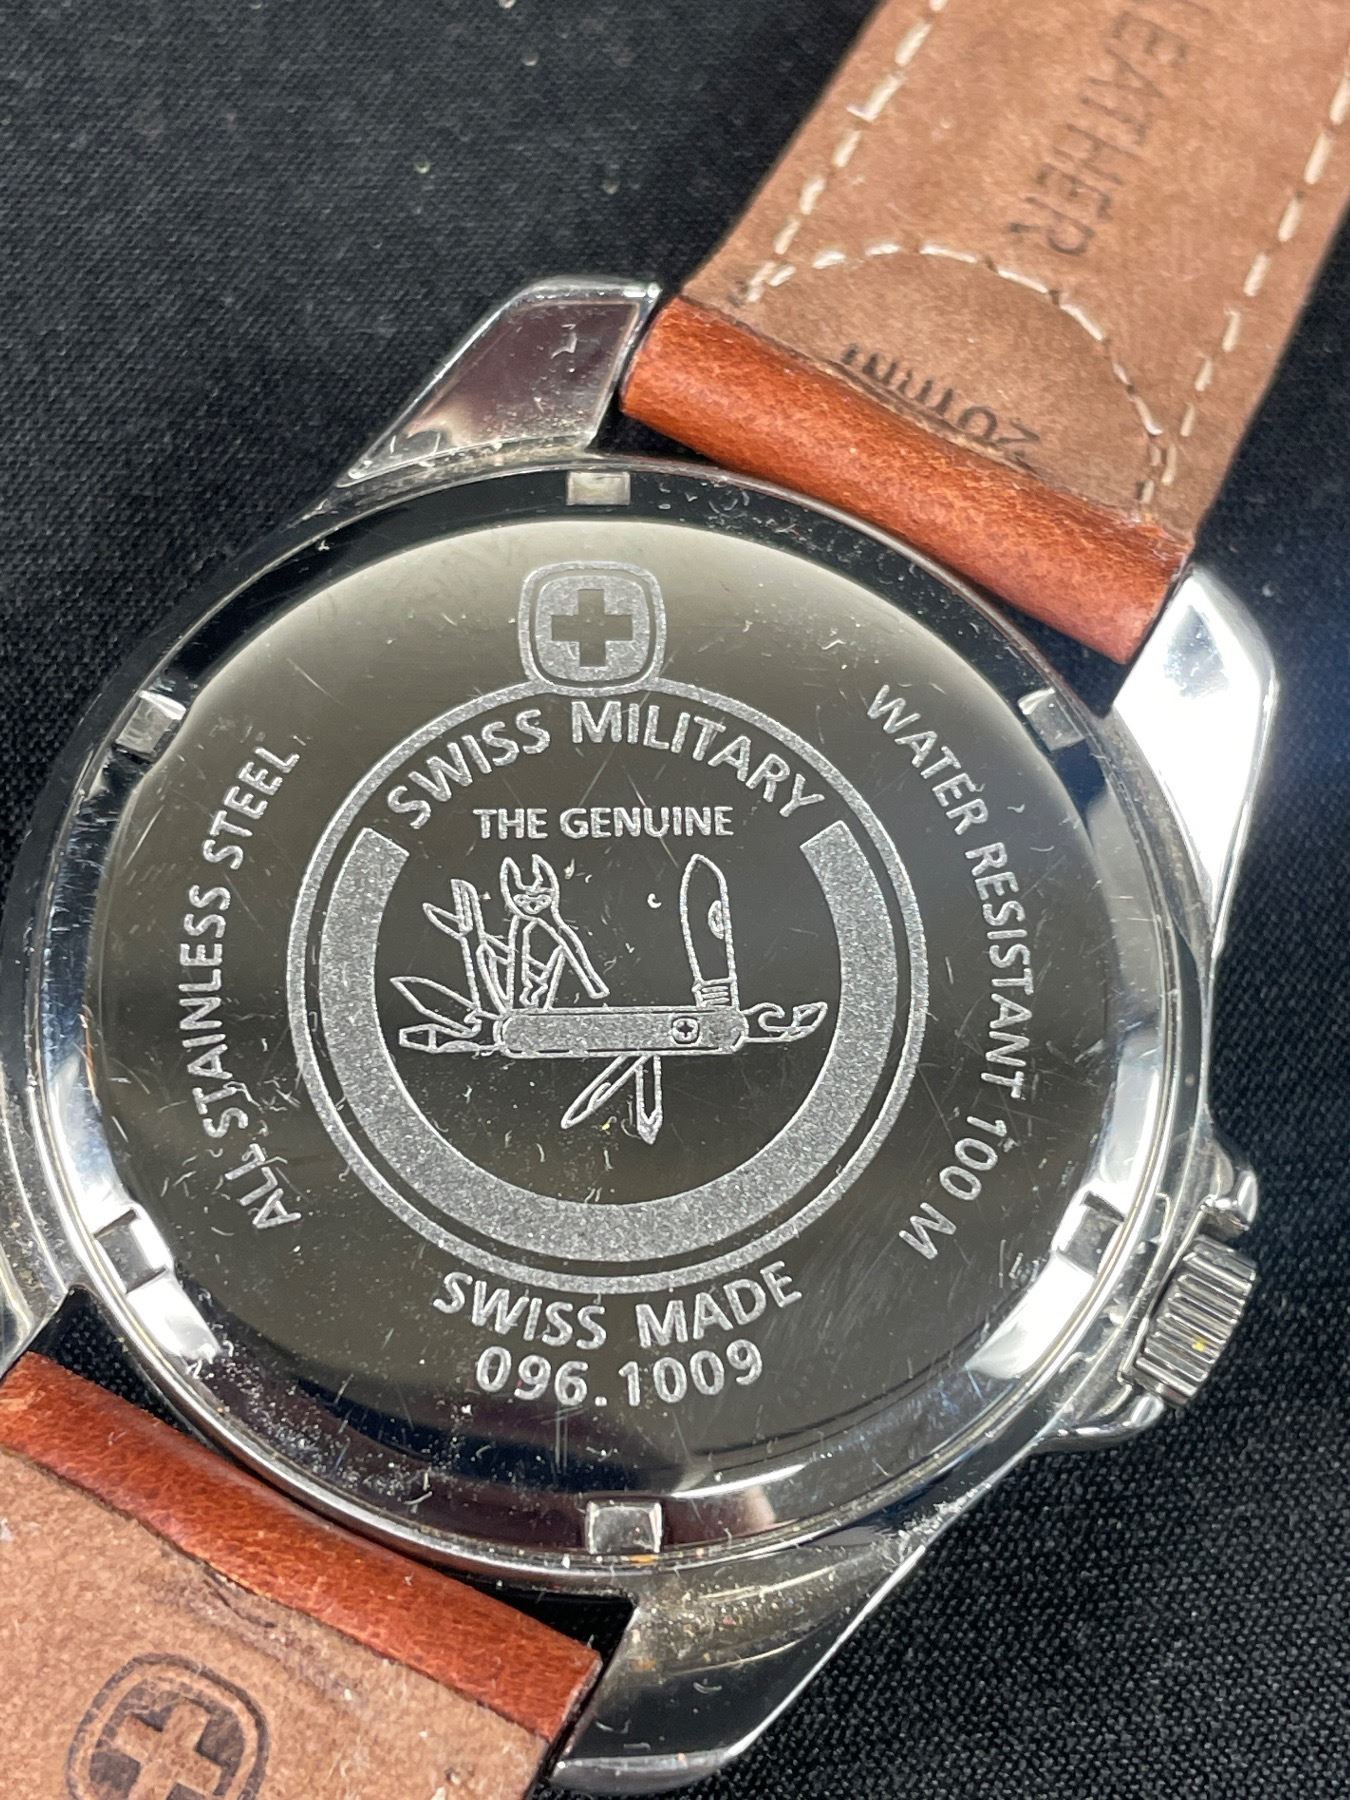 LEATHER
20mm
SWISS MILITARY
THE GENUINE
ALL STAINLESS STEEL
WATER RESISTANT 100 M
SWISS MADE
096.1009